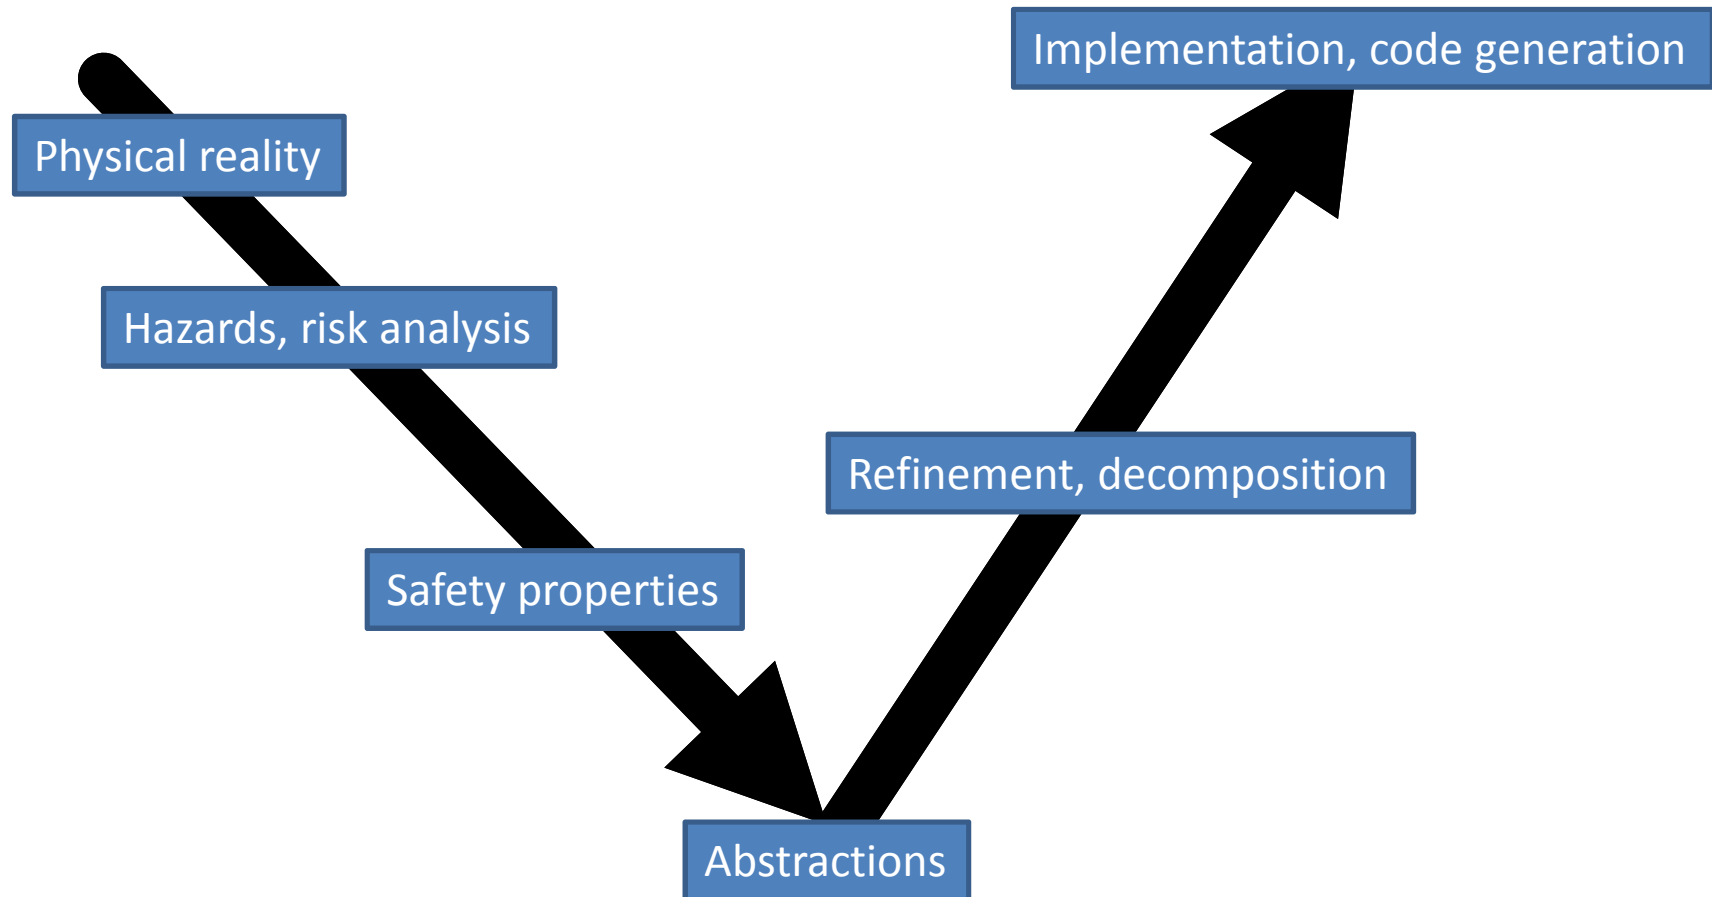 Physical reality
Hazards, risk analysis
Safety properties
Abstractions
Refinement, decomposition
Implementation, code generation